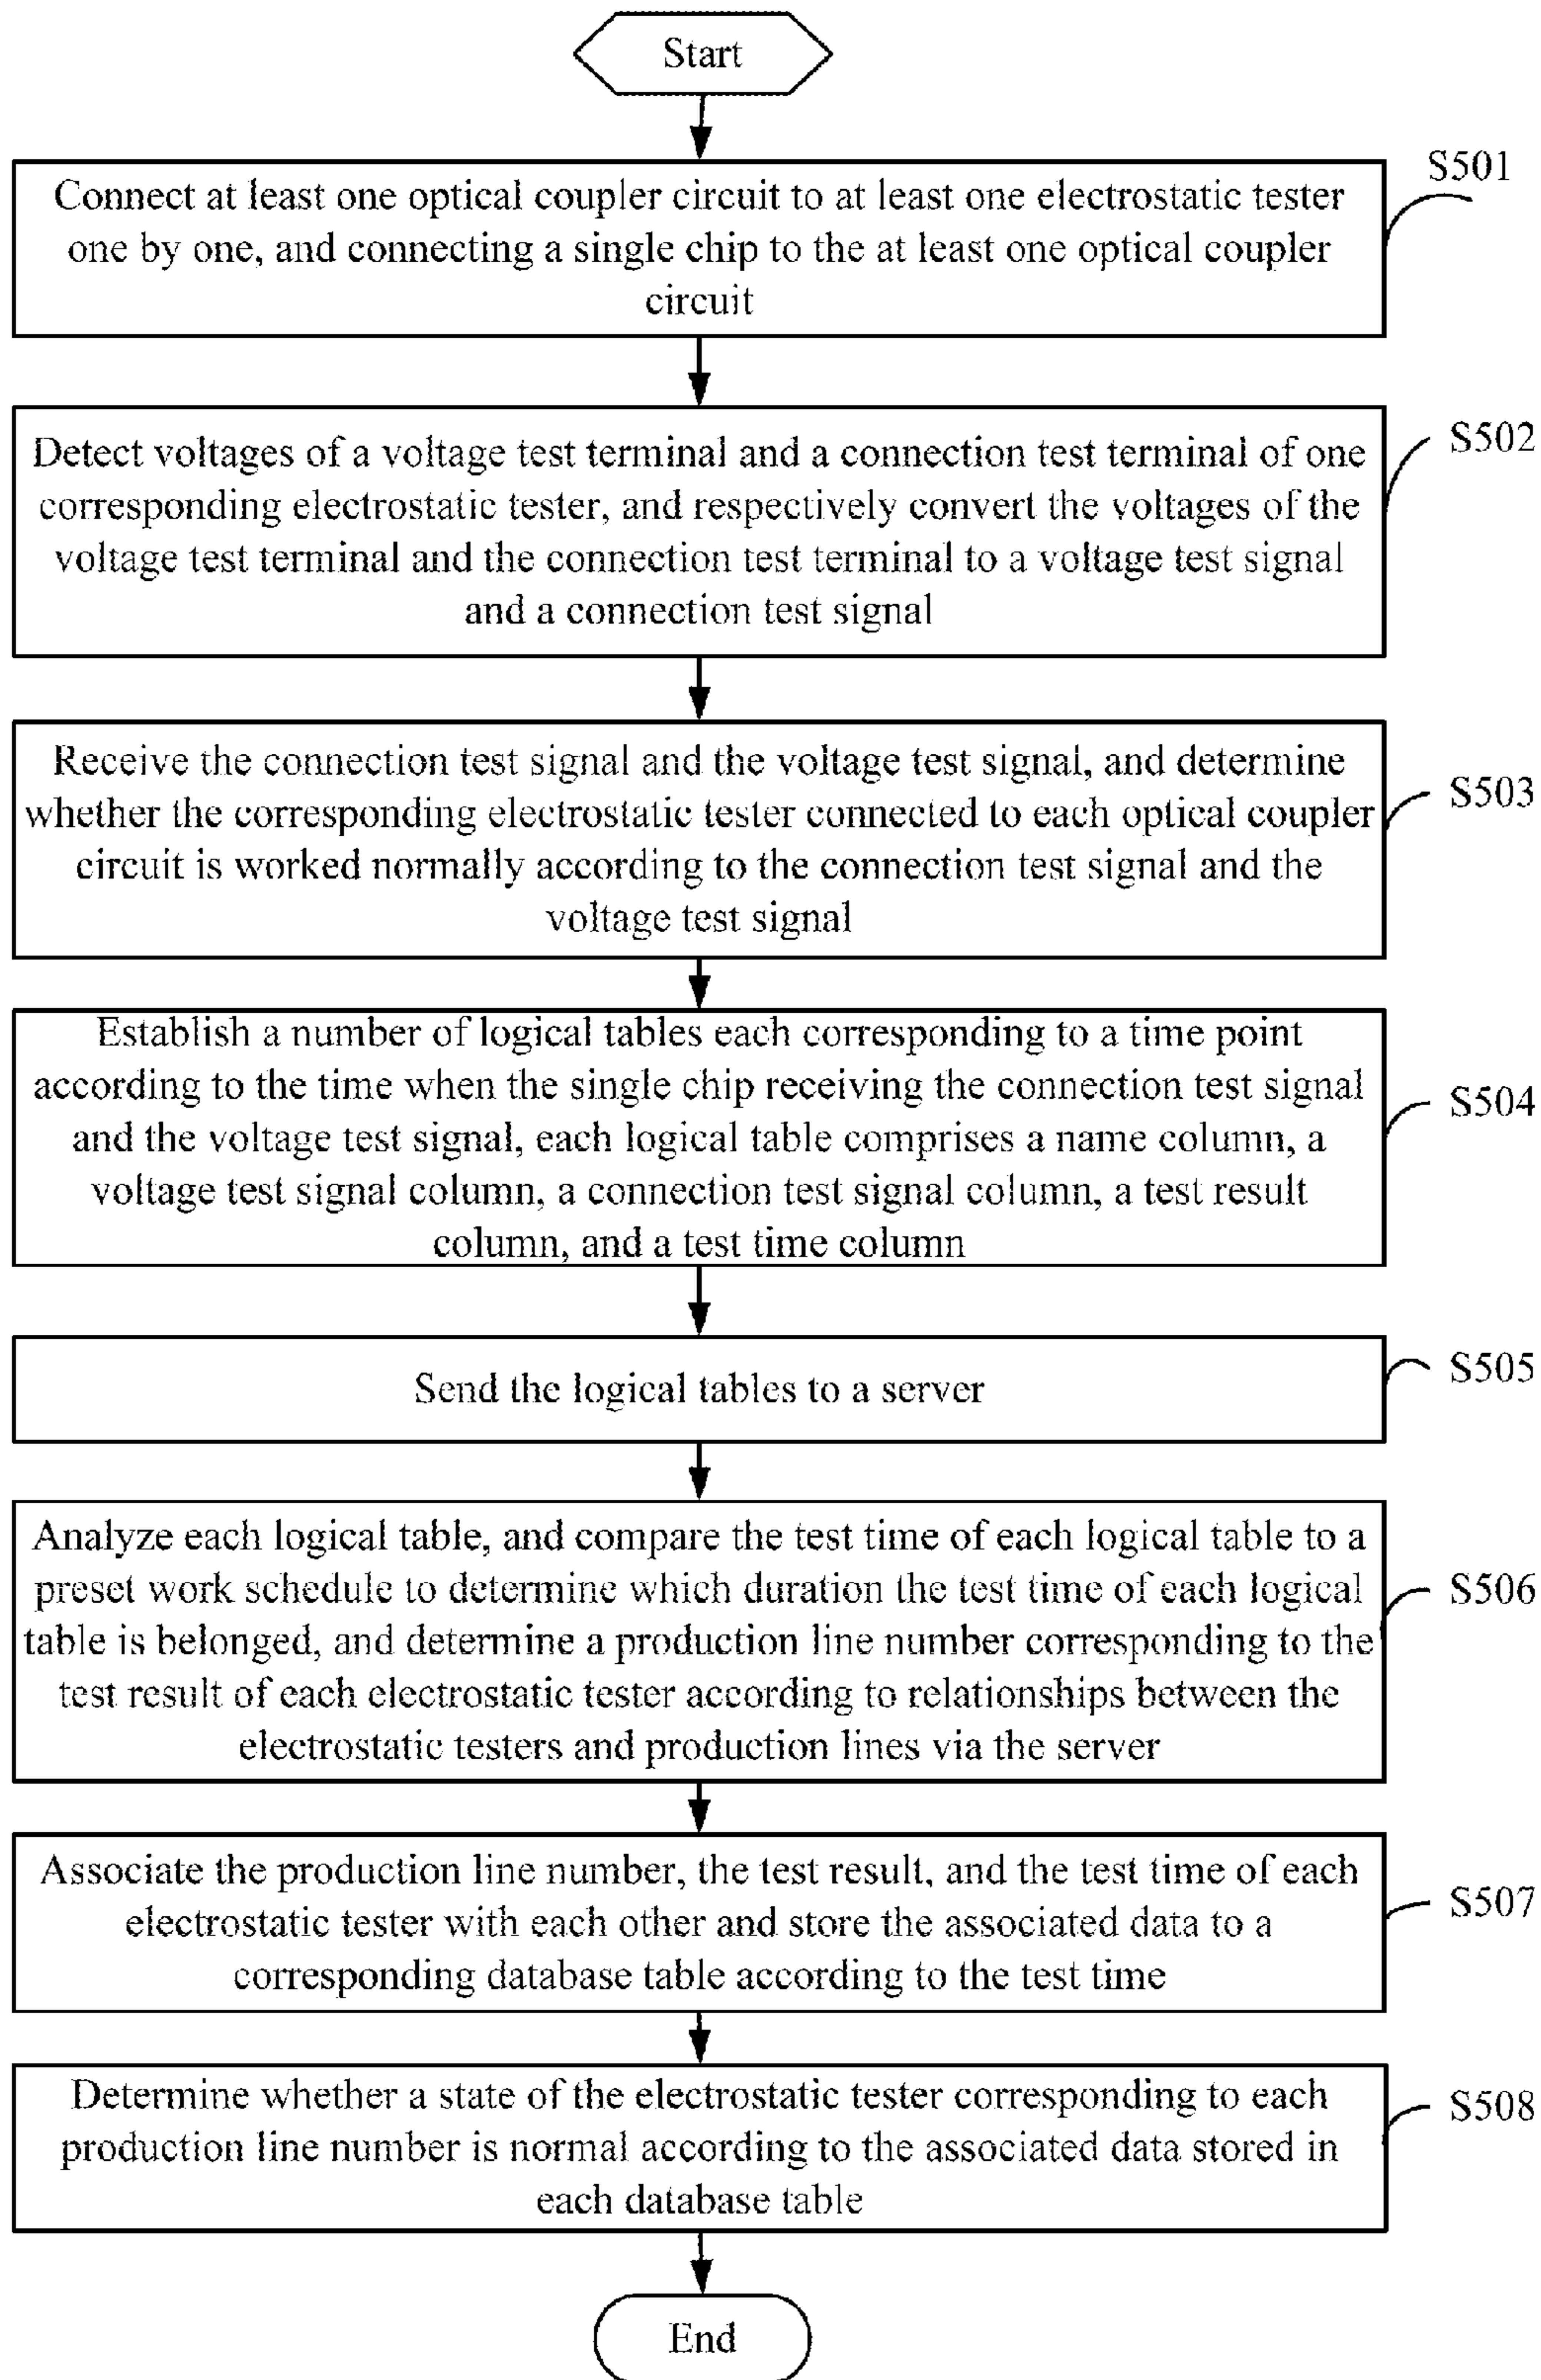 Start
S501
Connect at least one optical coupler circuit to at least one electrostatic tester
one by one, and connecting a single chip to the at least one optical coupler
circuit
S502
Detect voltages of a voltage test terminal and a connection test terminal of one
corresponding electrostatic tester, and respectively convert the voltages of the
voltage test terminal and the connection test terminal to a voltage test signal
and a connection test signal
S503
Receive the connection test signal and the voltage test signal, and determine
whether the corresponding electrostatic tester connected to each optical coupler
circuit is worked normally according to the connection test signal and the
voltage test signal
S504
Establish a number of logical tables each corresponding to a time point
according to the time when the single chip receiving the connection test signal
and the voltage test signal, each logical table comprises a name column, a
voltage test signal column, a connection test signal column, a test result
column, and a test time column
S505
Send the logical tables to a server
S506
Analyze each logical table, and compare the test time of each logical table to a
preset work schedule to determine which duration the test time of each logical
table is belonged, and determine a production line number corresponding to the
test result of each electrostatic tester according to relationships between the
electrostatic testers and production lines via the server
S507
Associate the production line number, the test result, and the test time of each
electrostatic tester with each other and store the associated data to a
corresponding database table according to the test time
S508
Determine whether a state of the electrostatic tester corresponding to each
production line number is normal according to the associated data stored in
each database table
End